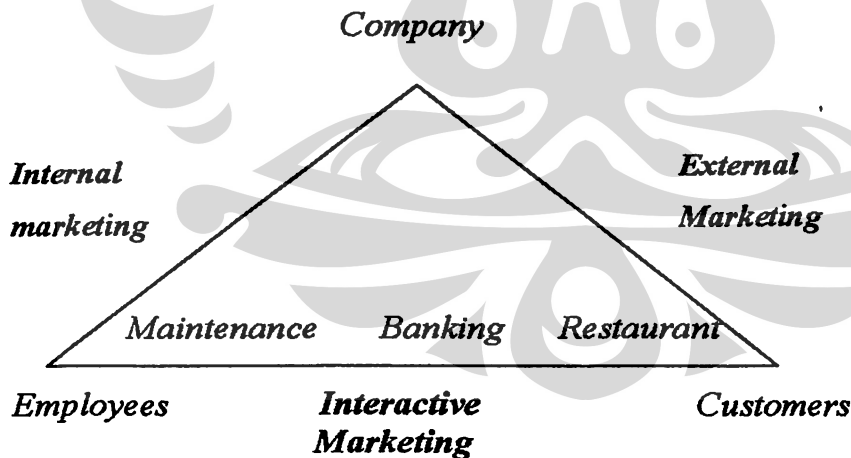 Company
Internal
marketing
External
Marketing
Maintenance Banking Restaurant
Employees Interactive Customers
Marketing